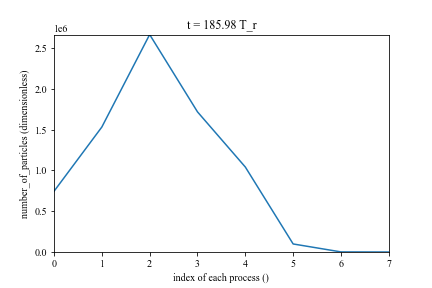 t = 185.98 T_r
1e6
2.5
2.0
1.5
1.0
0.5
0.0
number_of_particles (dimensionless)
0 1 2 3 4 5 6 7
index of each process ()